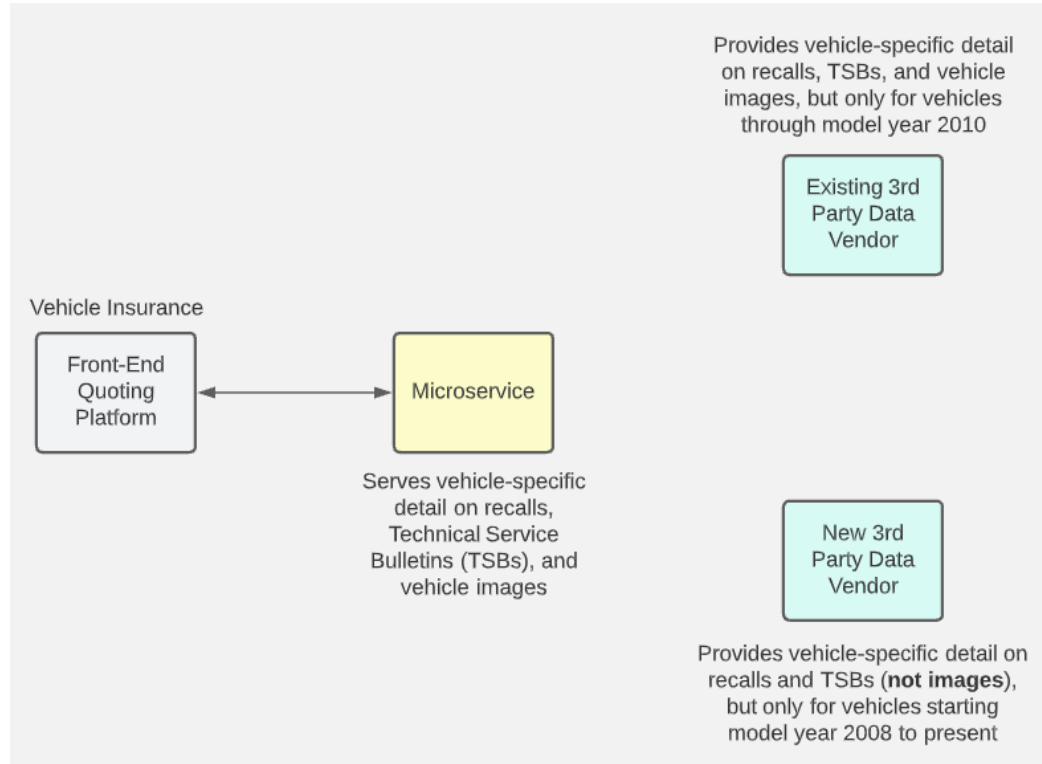 Provides vehicle-specific detail
on recalls, TSBs, and vehicle
images, but only for vehicles
through model year 2010
Existing 3rd
Party Data
Vendor
Vehicle Insurance
Front-End
Quoting
Platform
Microservice
Serves vehicle-specific
detail on recalls,
Technical Service
Bulletins (TSBs), and
vehicle images
New 3rd
Party Data
Vendor
Provides vehicle-specific detail on
recalls and TSBs (not images),
but only for vehicles starting
model year 2008 to present